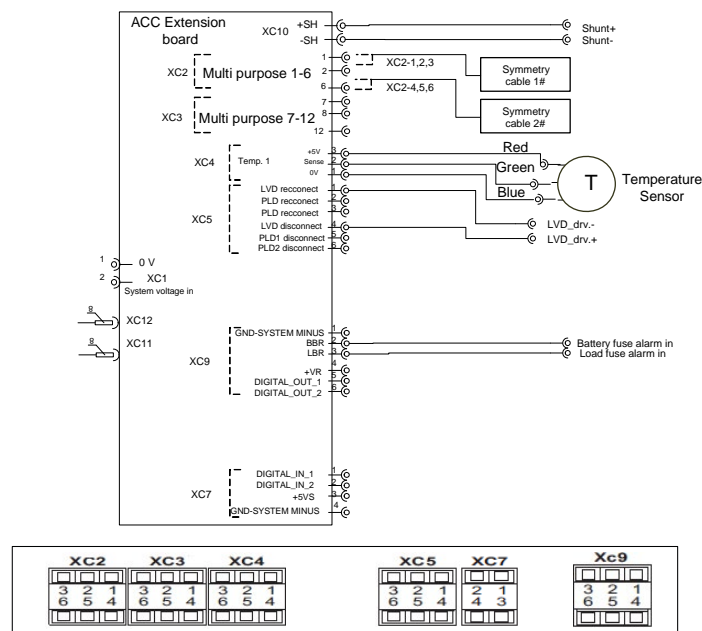 ACC Extension
board
XC10
+SH
-SH
Shunt+
Shunt-
XC2
Multi purpose 1-6
1
2
6
XC2-1,2,3
XC2-4,5,6
Symmetry
cable 1#
Symmetry
cable 2#
XC3
Multi purpose 7-12
7
8
12
XC4
Temp. 1
+5V 3
Sense 2
0V 1
Red
Green
Blue
T
Temperature
Sensor
XC5
LVD recconect 1
PLD recconect 2
PLD recconect 3
LVD disconnect 4
PLD1 disconnect 5
PLD2 disconnect 6
LVD_drv.-
LVD_drv.+
1 0 V
2 XC1
System voltage in
8 XC12
8 XC11
XC9
GND-SYSTEM MINUS 1
BBR 2
LBR 3
+VR 4
DIGITAL_OUT_1 5
DIGITAL_OUT_2 6
Battery fuse alarm in
Load fuse alarm in
XC7
DIGITAL_IN_1 1
DIGITAL_IN_2 2
+5VS 3
GND-SYSTEM MINUS 4
XC2 XC3 XC4 XC5 XC7 Xc9
3 2 1 3 2 1 3 2 1 3 2 1 2 1 3 2 1
6 5 4 6 5 4 6 5 4 6 5 4 4 3 6 5 4